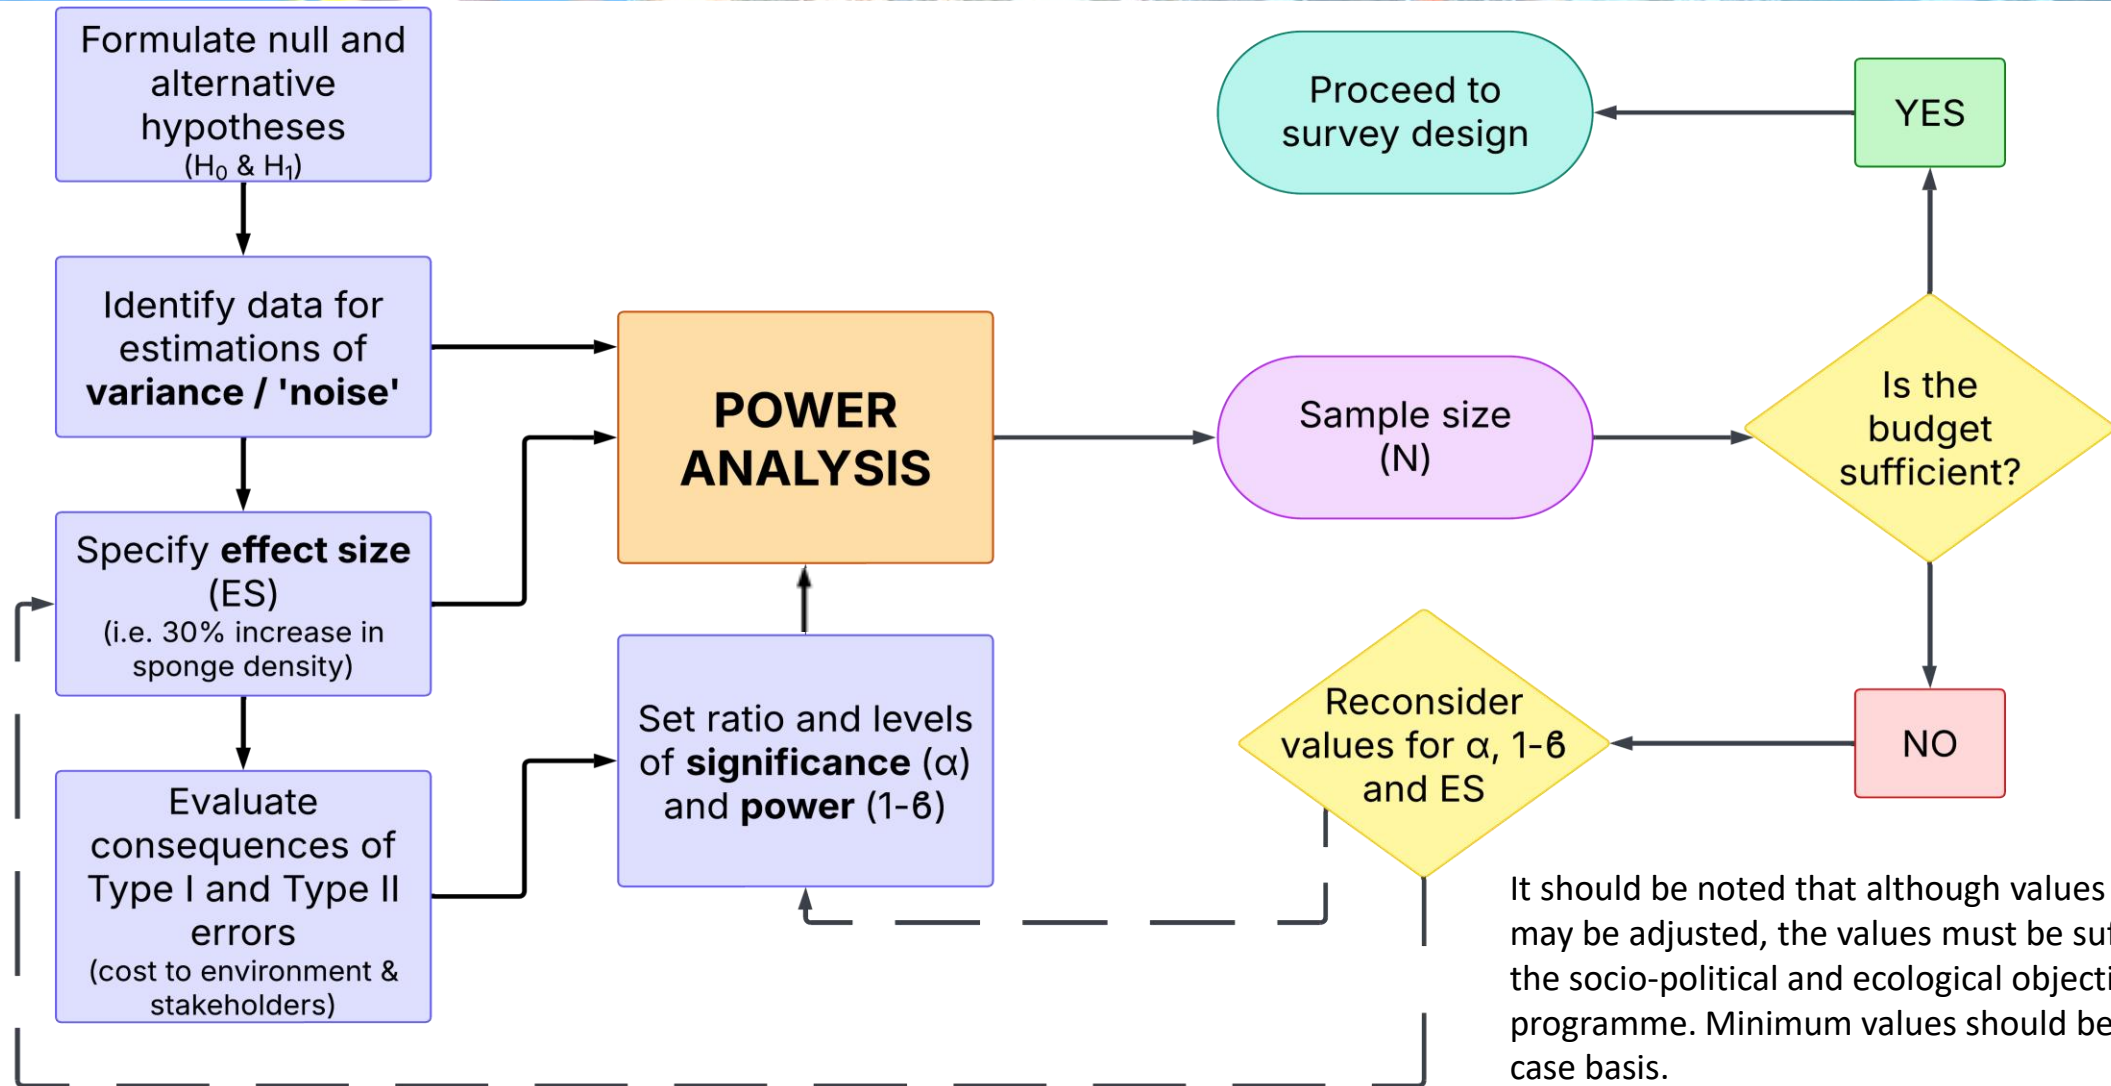 Formulate null and
alternative
hypotheses
(H₀ & H₁)
Identify data for
estimations of
variance / 'noise'
Specify effect size
(ES)
(i.e. 30% increase in
sponge density)
Evaluate
consequences of
Type I and Type II
errors
(cost to environment &
stakeholders)
POWER
ANALYSIS
Set ratio and levels
of significance (α)
and power (1-ϐ)
Sample size
(N)
Is the
budget
sufficient?
YES
Proceed to
survey design
NO
Reconsider
values for α, 1-ϐ
and ES
It should be noted that although values
may be adjusted, the values must be
the socio-political and ecological
programme. Minimum values should be
case basis.